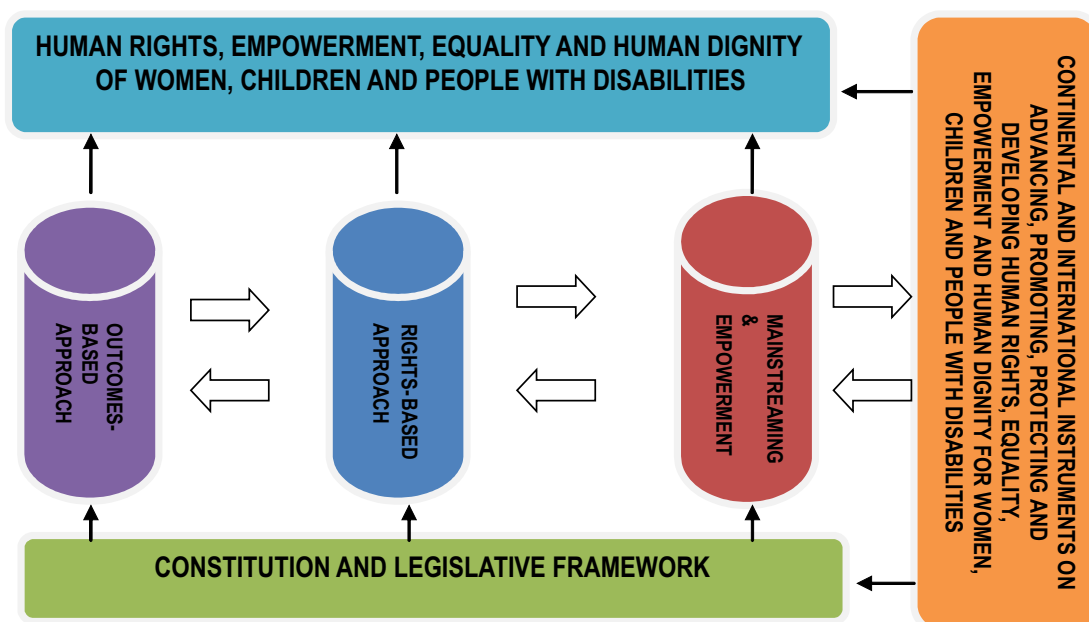 HUMAN RIGHTS, EMPOWERMENT, EQUALITY AND HUMAN DIGNITY
OF WOMEN, CHILDREN AND PEOPLE WITH DISABILITIES
OUTCOMES-
BASED
APPROACH
RIGHTS-BASED
APPROACH
MAINSTREAMING
&
EMPOWERMENT
CONTINENTAL AND INTERNATIONAL INSTRUMENTS ON
ADVANCING, PROMOTING, PROTECTING AND
DEVELOPING HUMAN RIGHTS, EQUALITY,
EMPOWERMENT AND HUMAN DIGNITY FOR WOMEN,
CHILDREN AND PEOPLE WITH DISABILITIES
CONSTITUTION AND LEGISLATIVE FRAMEWORK